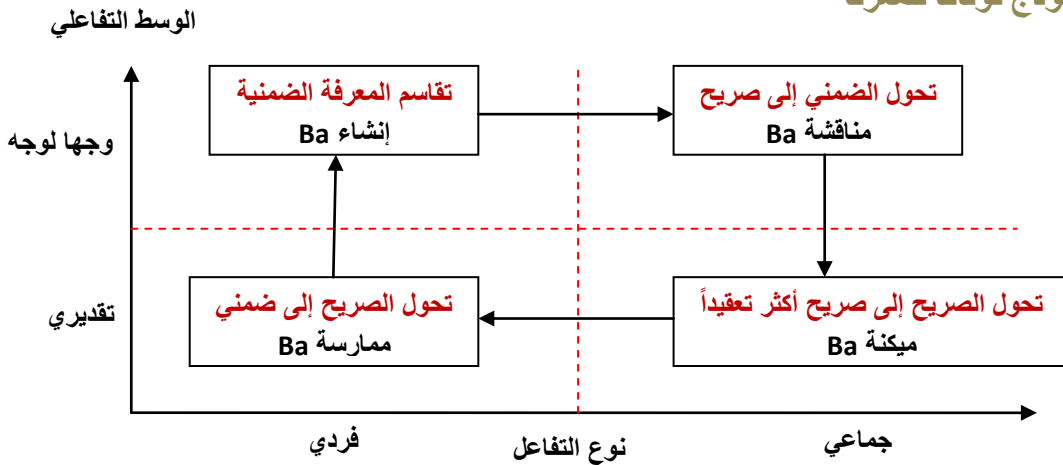 الوسط التفاعلي
تقاسم المعرفة الضمنية
إنشاء Ba
تحول الضمني إلى صريح
مناقشة Ba
وجها لوجه
تحول الصريح إلى ضمني
ممارسة Ba
تحول الصريح إلى صريح أكثر تعقيداً
ميكنة Ba
تقديري
فردي
نوع التفاعل
جماعي